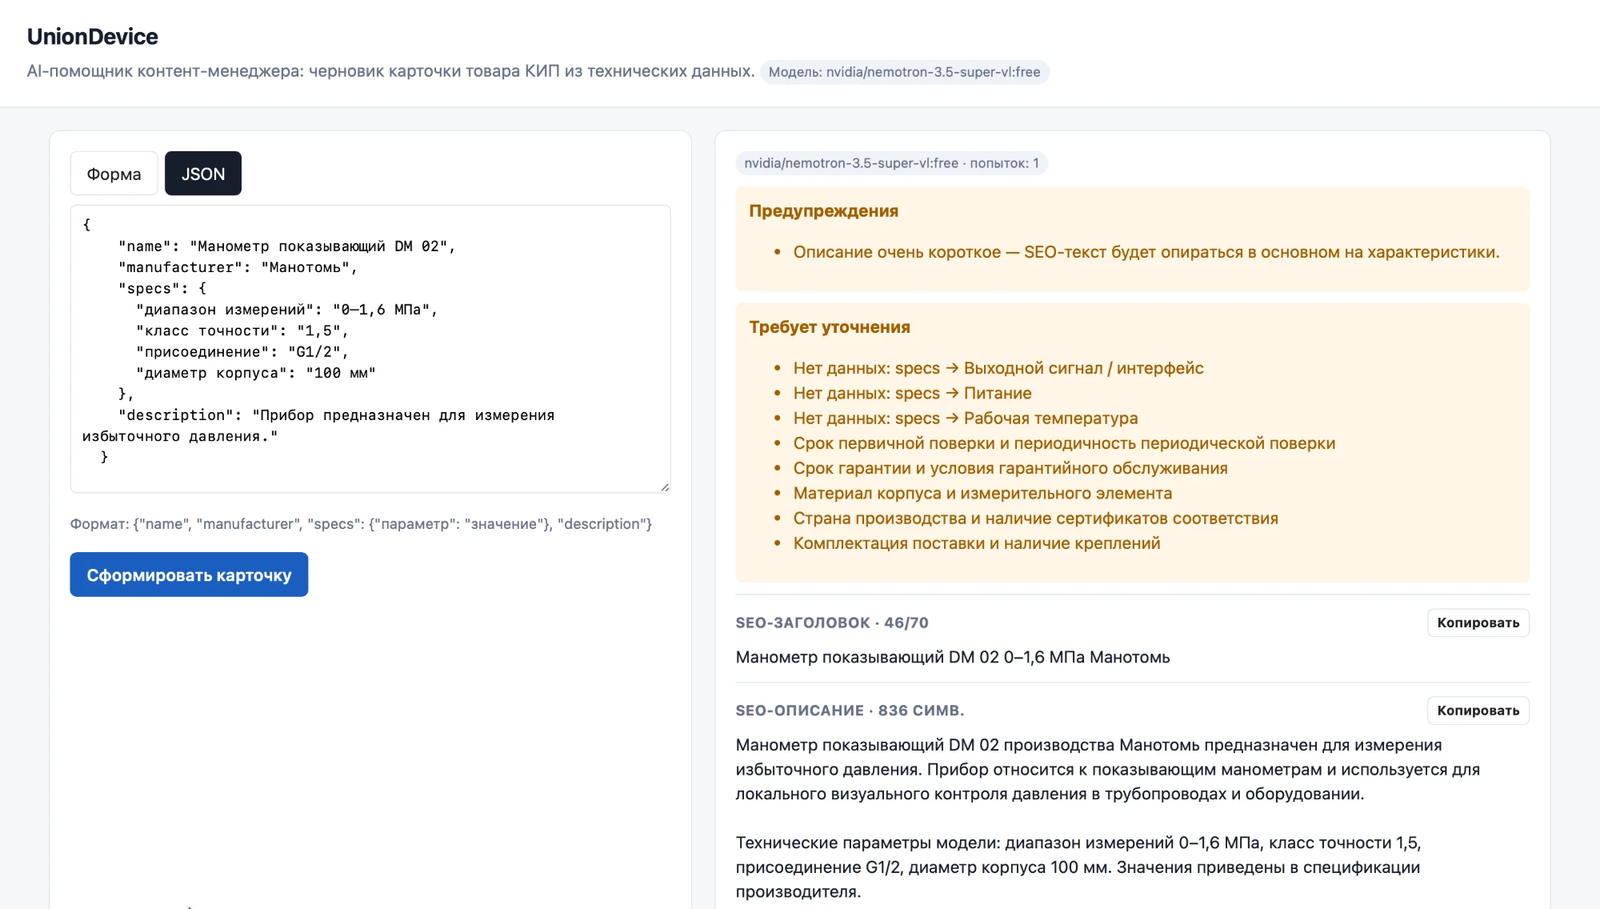 UnionDevice
AI-помощник контент-менеджера: черновик карточки товара КИП из технических данных. Модель: nvidia/nemotron-3.5-super-vl:free
Форма JSON
{
"name": "Манометр показывающий DM 02",
"manufacturer": "Манотомь",
"specs": {
"диапазон измерений": "0–1,6 МПа",
"класс точности": "1,5",
"присоединение": "G1/2",
"диаметр корпуса": "100 мм"
},
"description": "Прибор предназначен для измерения
избыточного давления."
}
Формат: {"name", "manufacturer", "specs": {"параметр": "значение"}, "description"}
Сформировать карточку
nvidia/nemotron-3.5-super-vl:free · попыток: 1
Предупреждения
• Описание очень короткое — SEO-текст будет опираться в основном на характеристики.
Требует уточнения
• Нет данных: specs → Выходной сигнал / интерфейс
• Нет данных: specs → Питание
• Нет данных: specs → Рабочая температура
• Срок первичной поверки и периодичность периодической поверки
• Срок гарантии и условия гарантийного обслуживания
• Материал корпуса и измерительного элемента
• Страна производства и наличие сертификатов соответствия
• Комплектация поставки и наличие креплений
SEO-ЗАГОЛОВОК · 46/70 Копировать
Манометр показывающий DM 02 0–1,6 МПа Манотомь
SEO-ОПИСАНИЕ · 836 СИМВ. Копировать
Манометр показывающий DM 02 производства Манотомь предназначен для измерения
избыточного давления. Прибор относится к показывающим манометрам и используется для
локального визуального контроля давления в трубопроводах и оборудовании.
Технические параметры модели: диапазон измерений 0–1,6 МПа, класс точности 1,5,
присоединение G1/2, диаметр корпуса 100 мм. Значения приведены в спецификации
производителя.